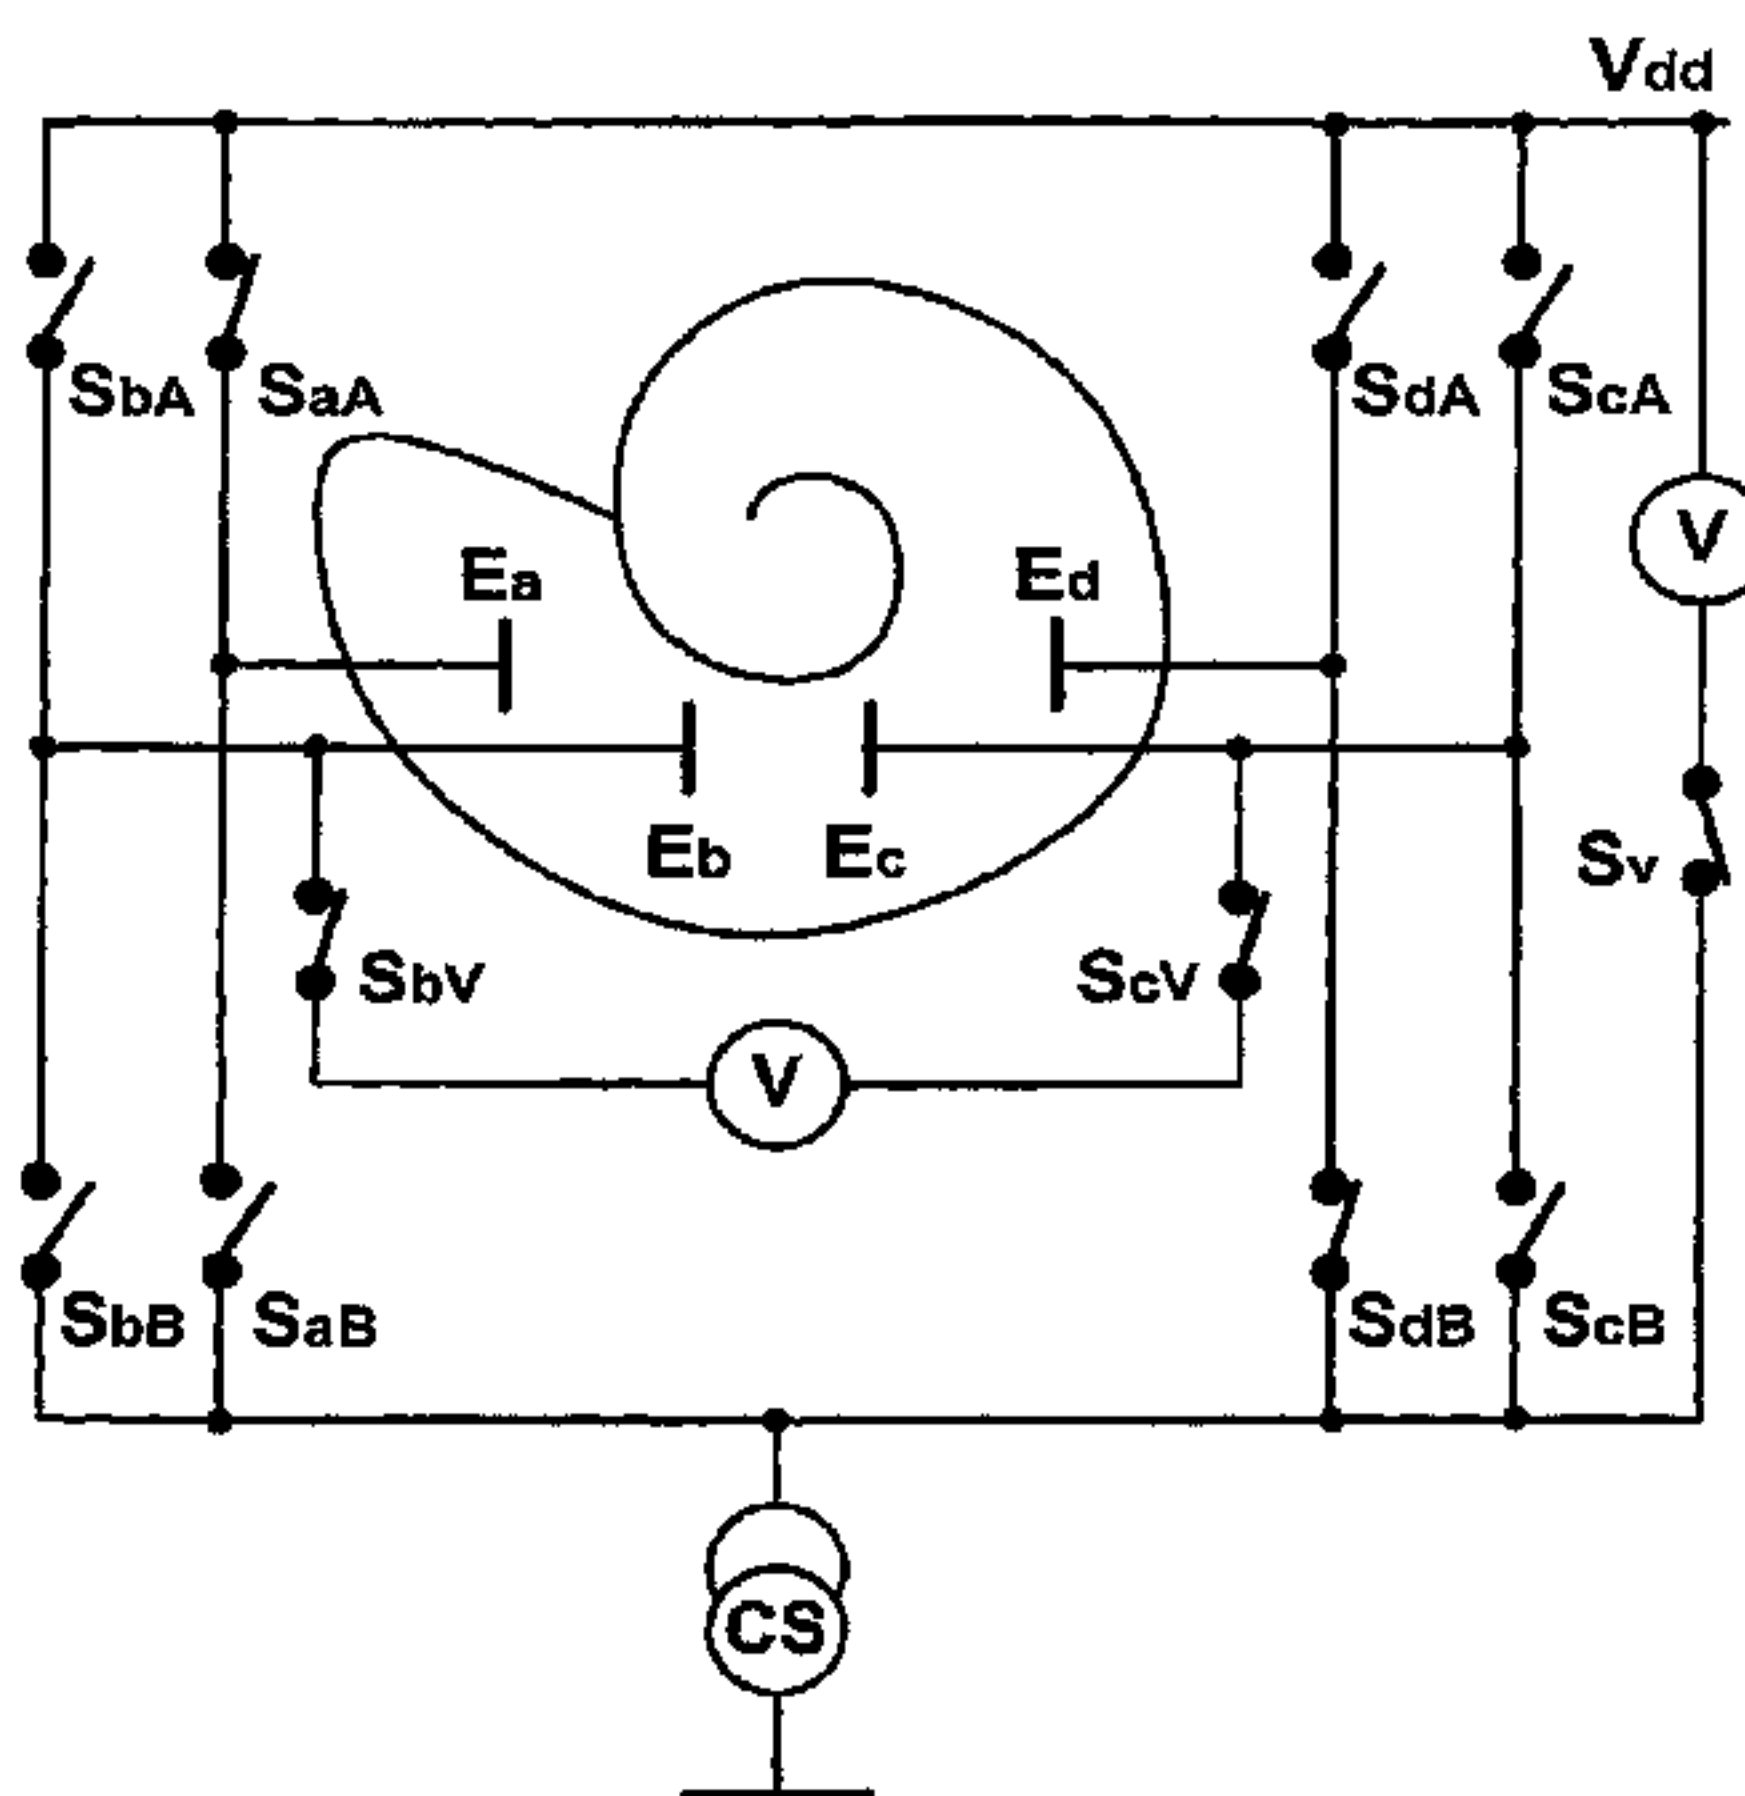 Vdd
SbA SaA SdA ScA
V
Ea Ed
Eb Ec Sv
SbV ScV
V
SbB SaB SdB ScB
CS